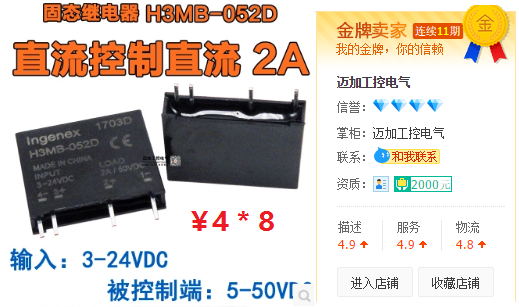 固态继电器 H3MB-052D
直流控制直流 2A
Ingenex 1703D
H3MB-052D
MADE IN CHINA
INPUT LOAD
3-24VDC 2A / 50VDC
¥4*8
输入：3-24VDC
被控制端：5-50VDC
金牌卖家 连续11期
我的金牌，你的信赖
金
迈加工控电气
信誉：
掌柜：迈加工控电气
联系：和我联系
资质：2000元
描述 服务 物流
4.9 4.9 4.8
进入店铺 收藏店铺